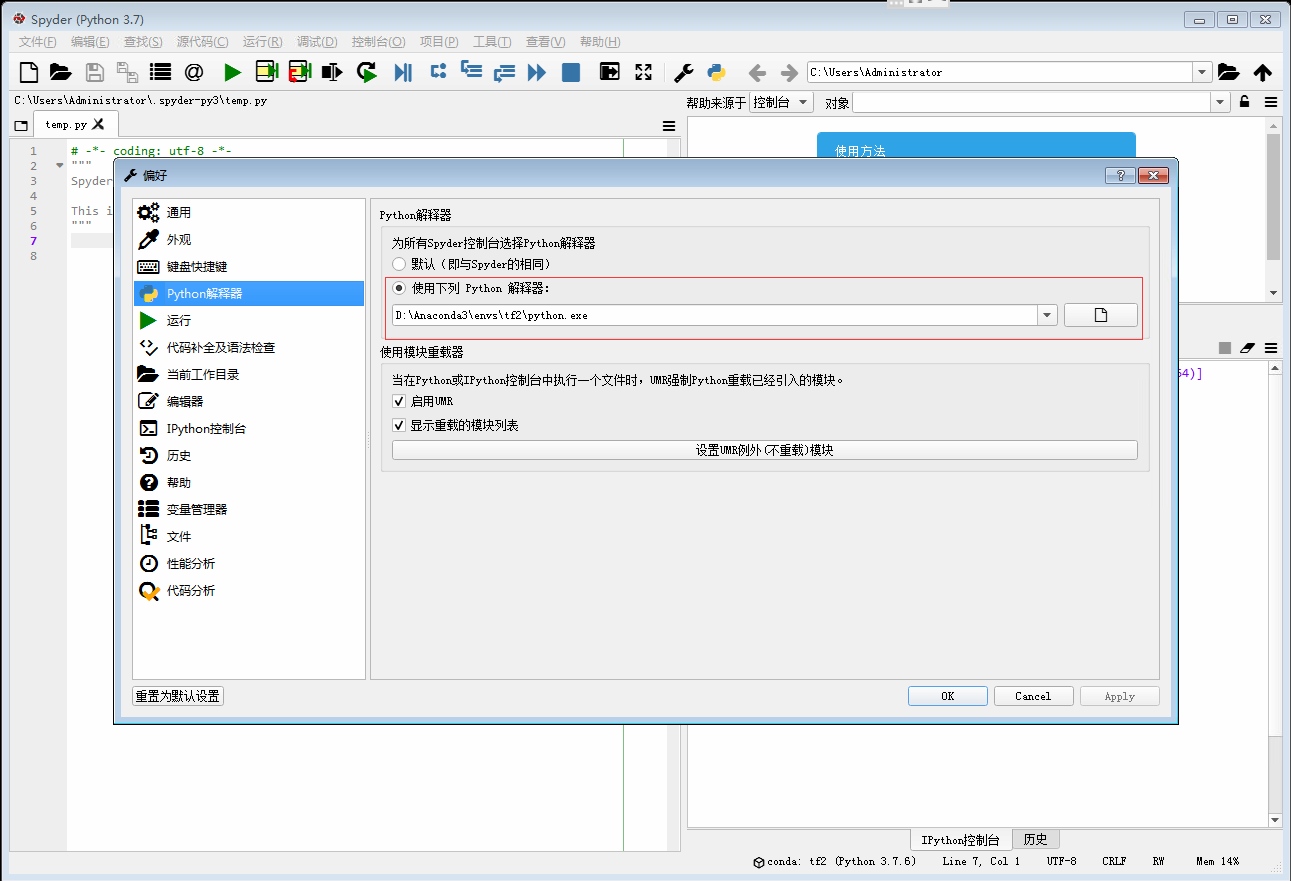 Spyder (Python 3.7)
文件(F) 编辑(E) 查找(S) 源代码(C) 运行(R) 调试(D) 控制台(O) 项目(P) 工具(T) 查看(V) 帮助(H)
C:\Users\Administrator
C:\Users\Administrator\.spyder-py3\temp.py
帮助来源于 控制台 对象
temp.py
使用方法
1 # -*- coding: utf-8 -*-
2 """
3 Spyder
4
5 This i
6 """
7
8
偏好
通用
外观
键盘快捷键
Python解释器
运行
代码补全及语法检查
当前工作目录
编辑器
IPython控制台
历史
帮助
变量管理器
文件
性能分析
代码分析
Python解释器
为所有Spyder控制台选择Python解释器
默认（即与Spyder的相同）
使用下列 Python 解释器:
D:\Anaconda3\envs\tf2\python.exe
使用模块重载器
当在Python或IPython控制台中执行一个文件时，UMR强制Python重载已经引入的模块。
启用UMR
显示重载的模块列表
设置UMR例外(不重载)模块
64)]
重置为默认设置
OK Cancel Apply
IPython控制台 历史
conda: tf2 (Python 3.7.6) Line 7, Col 1 UTF-8 CRLF RW Mem 14%